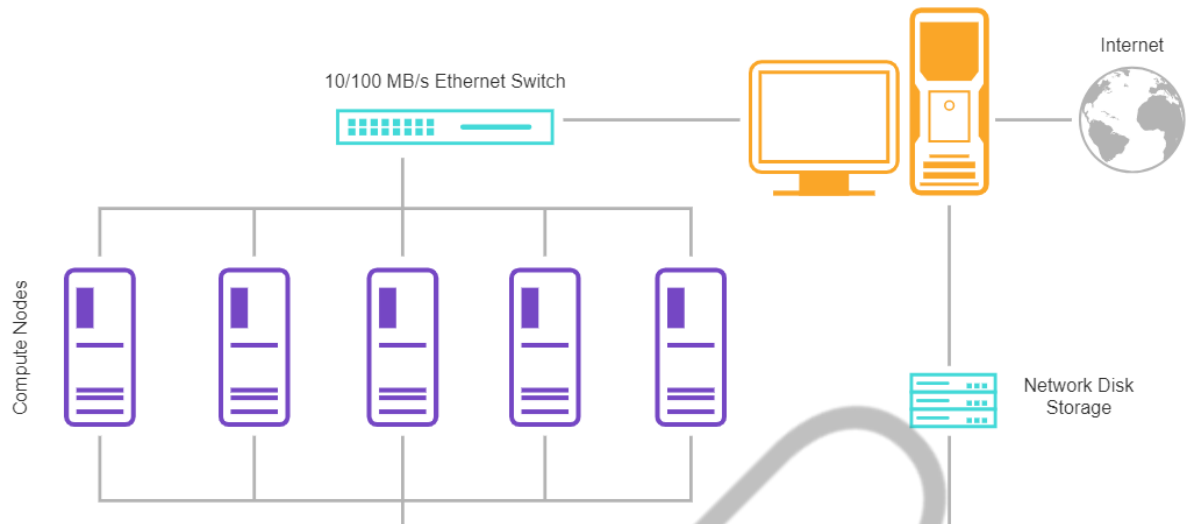 Internet
10/100 MB/s Ethernet Switch
Compute Nodes
Network Disk
Storage